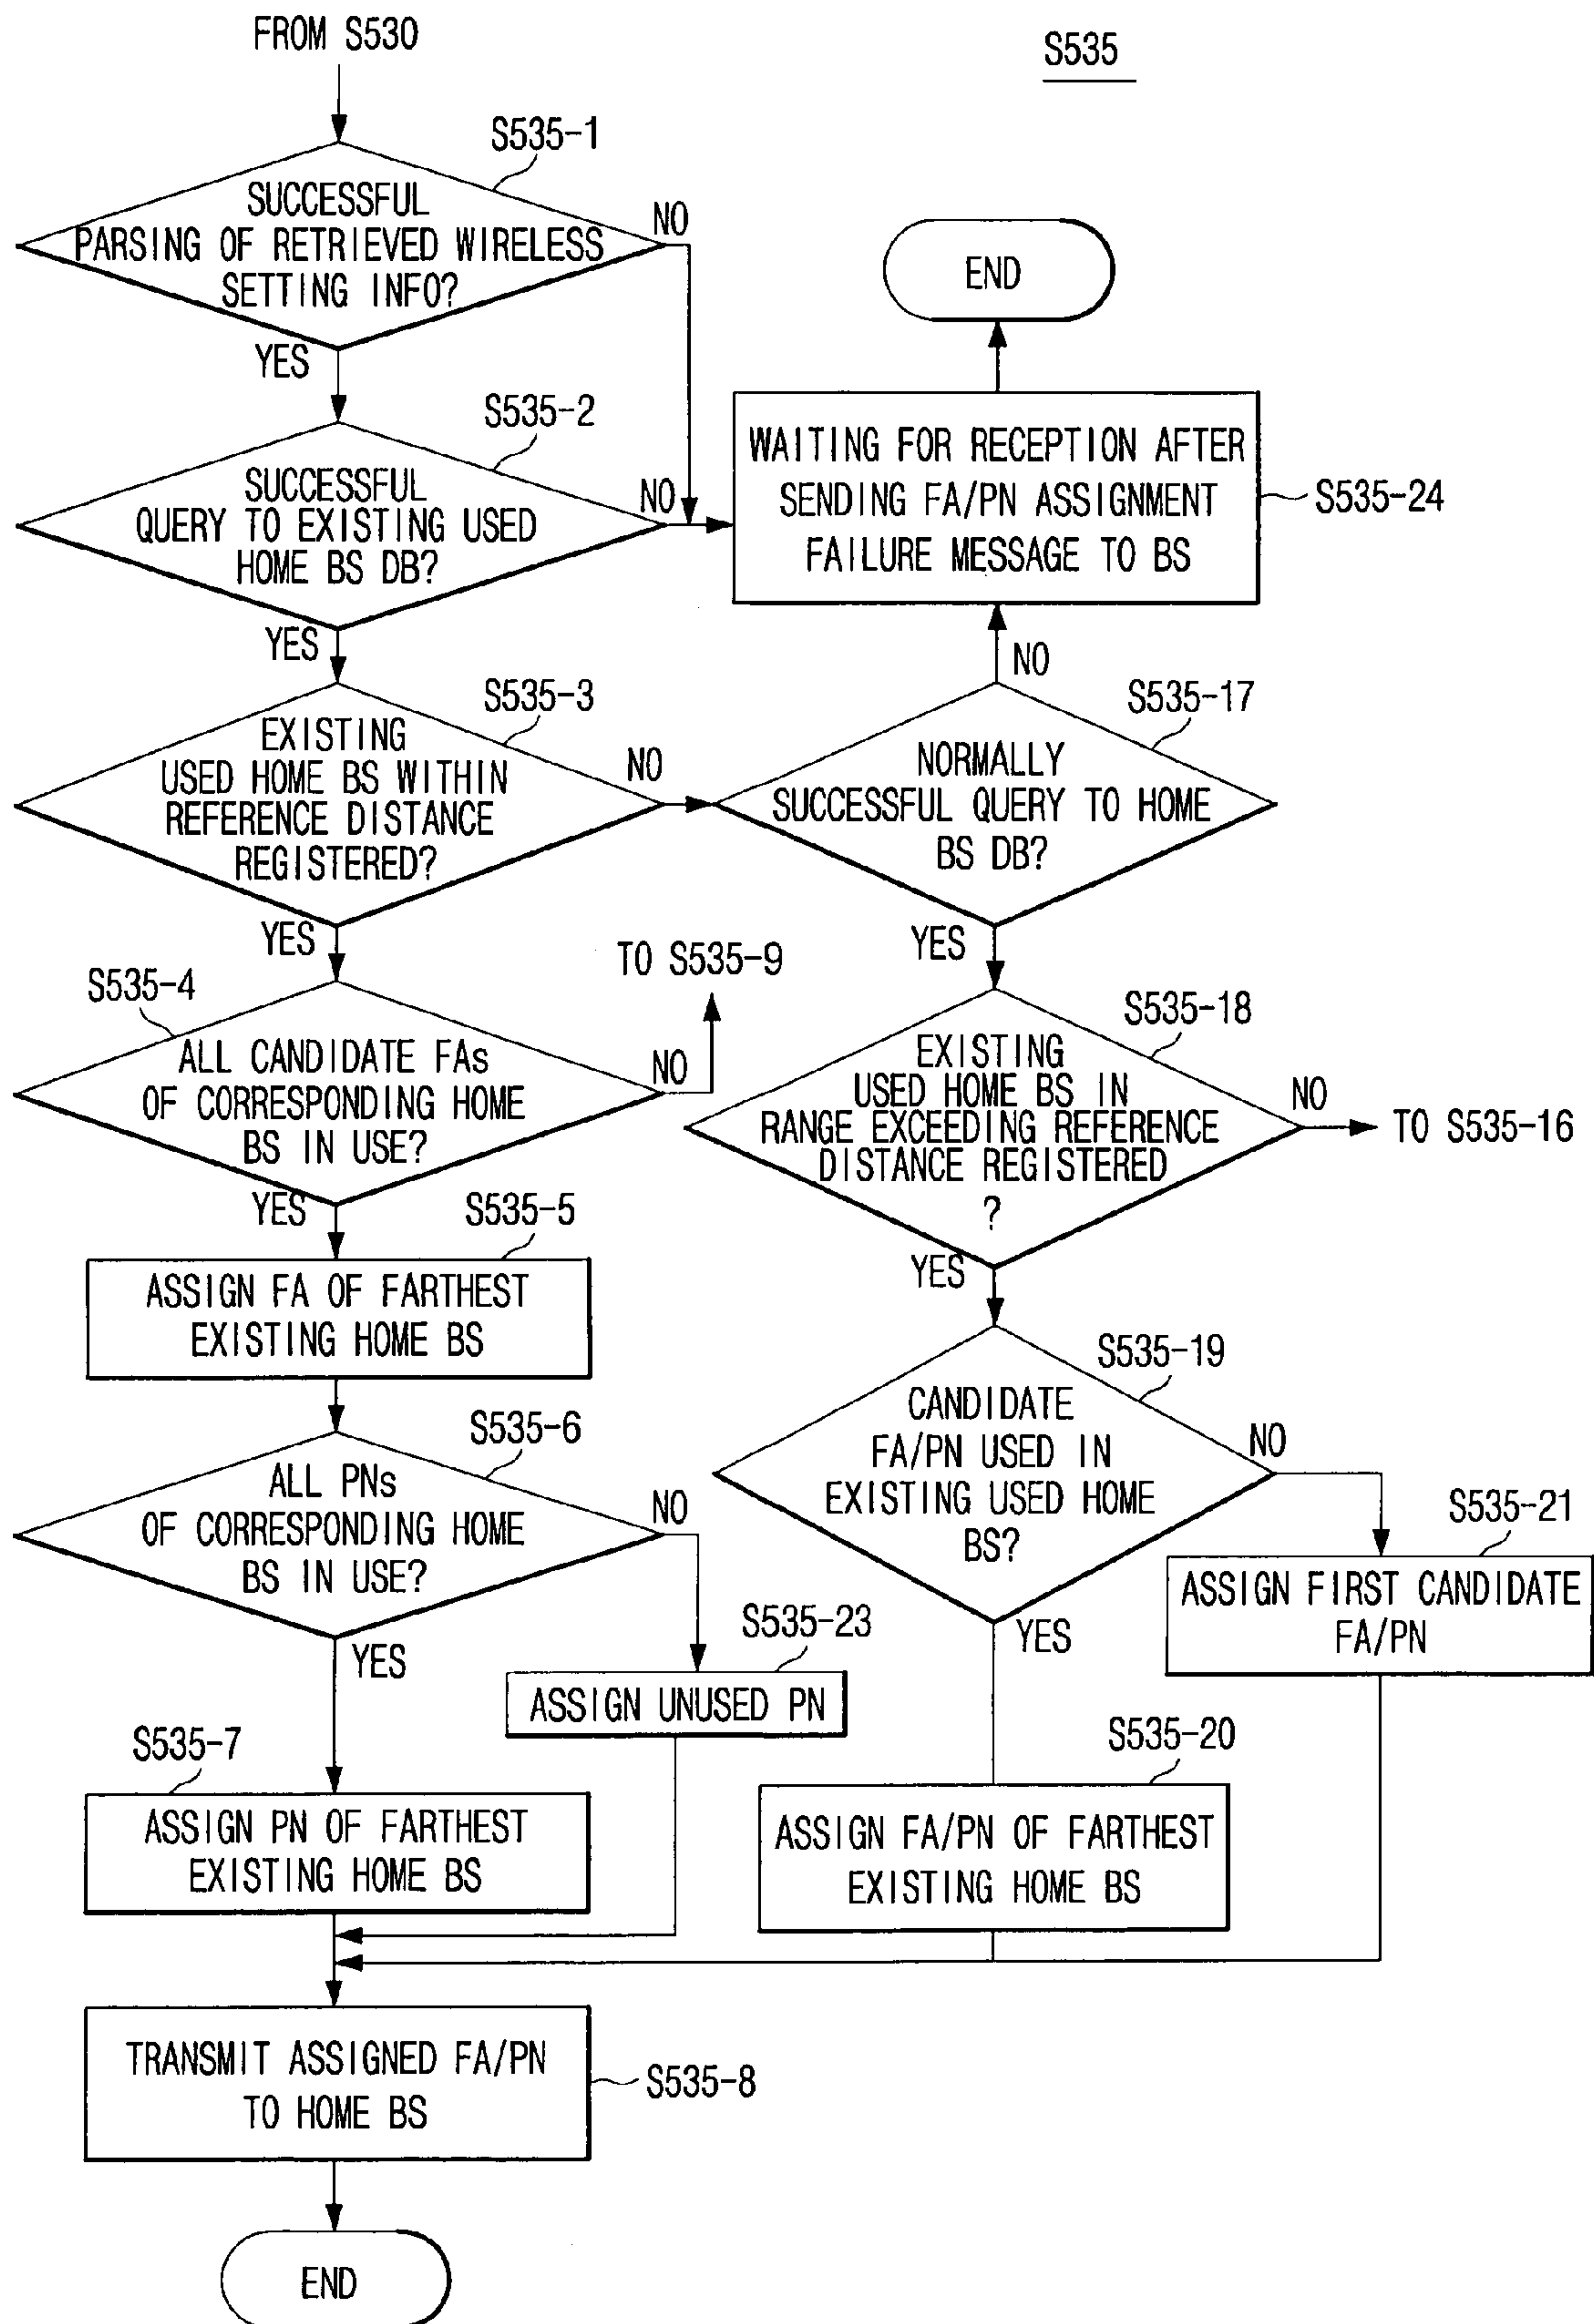 FROM S530
S535
S535-1
SUCCESSFUL
PARSING OF RETRIEVED WIRELESS
SETTING INFO?
NO
YES
END
S535-2
SUCCESSFUL
QUERY TO EXISTING USED
HOME BS DB?
NO
YES
WAITING FOR RECEPTION AFTER
SENDING FA/PN ASSIGNMENT
FAILURE MESSAGE TO BS
S535-24
NO
S535-3
EXISTING
USED HOME BS WITHIN
REFERENCE DISTANCE
REGISTERED?
NO
YES
S535-17
NORMALLY
SUCCESSFUL QUERY TO HOME
BS DB?
YES
S535-4
ALL CANDIDATE FAs
OF CORRESPONDING HOME
BS IN USE?
NO
TO S535-9
YES
S535-18
EXISTING
USED HOME BS IN
RANGE EXCEEDING REFERENCE
DISTANCE REGISTERED
?
NO
TO S535-16
YES
S535-5
ASSIGN FA OF FARTHEST
EXISTING HOME BS
S535-6
ALL PNs
OF CORRESPONDING HOME
BS IN USE?
NO
YES
S535-19
CANDIDATE
FA/PN USED IN
EXISTING USED HOME
BS?
NO
YES
S535-21
ASSIGN FIRST CANDIDATE
FA/PN
S535-23
ASSIGN UNUSED PN
S535-7
ASSIGN PN OF FARTHEST
EXISTING HOME BS
S535-20
ASSIGN FA/PN OF FARTHEST
EXISTING HOME BS
TRANSMIT ASSIGNED FA/PN
TO HOME BS
S535-8
END